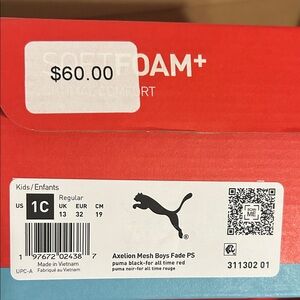 SOFTFOAM+
$60.00
Kids/Enfants
Regular
US 1C UK 13 EUR 32 CM 19
1 97672 02438 7
UPC-A
Made in Vietnam
Fabriqué au Vietnam
PUMA
Axelion Mesh Boys Fade PS
puma black-for all time red
puma noir-for all time rouge
SCAN ME
311302 01